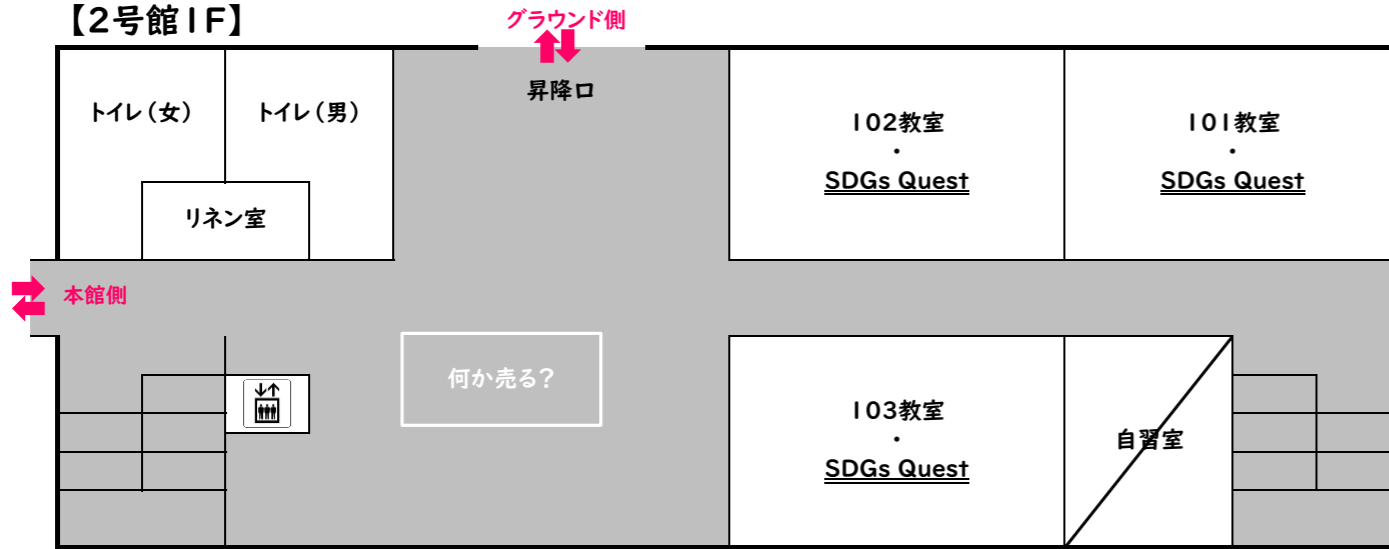 【2号館1F】
グラウンド側
昇降口
トイレ(女)
トイレ(男)
リネン室
102教室
・
SDGs Quest
101教室
・
SDGs Quest
本館側
何か売る?
103教室
・
SDGs Quest
自習室